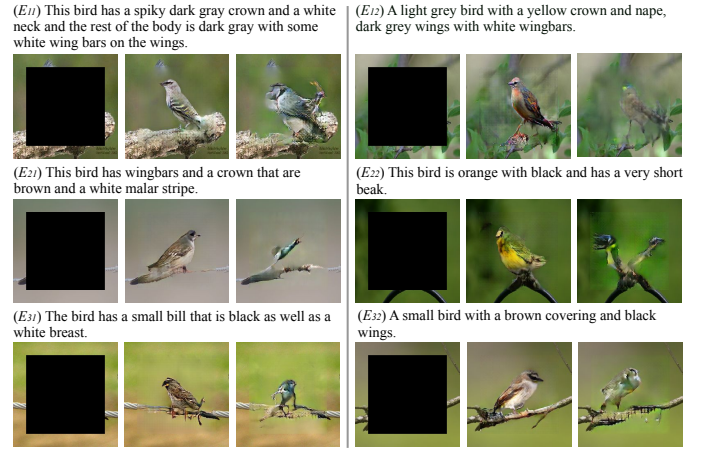 (E11) This bird has a spiky dark gray crown and a white
neck and the rest of the body is dark gray with some
white wing bars on the wings.
(E12) A light grey bird with a yellow crown and nape,
dark grey wings with white wingbars.
(E21) This bird has wingbars and a crown that are
brown and a white malar stripe.
(E22) This bird is orange with black and has a very short
beak.
(E31) The bird has a small bill that is black as well as a
white breast.
(E32) A small bird with a brown covering and black
wings.